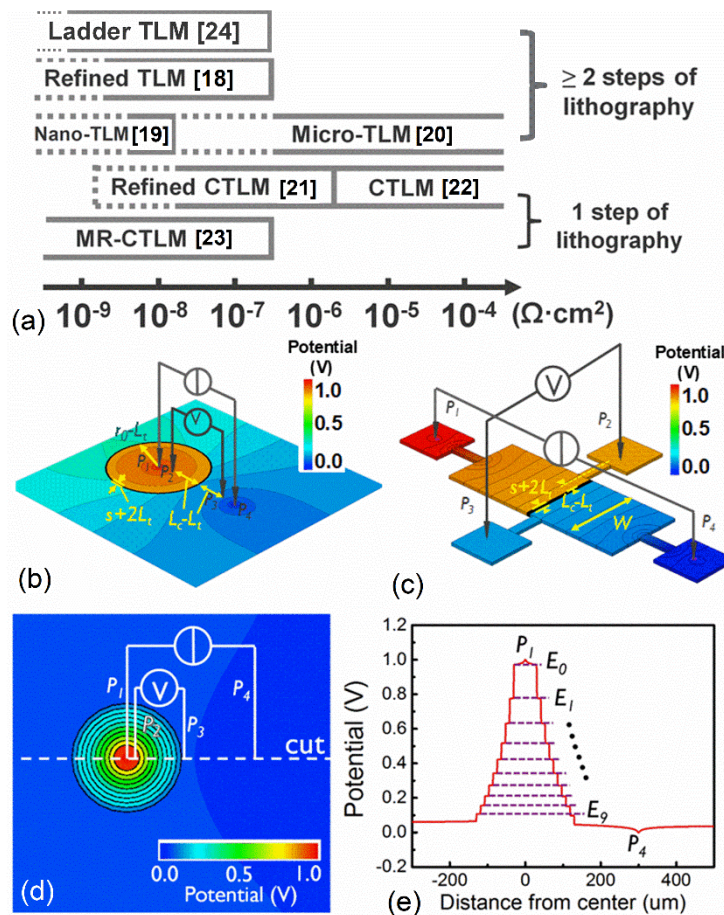 Ladder TLM [24]
Refined TLM [18]
Nano-TLM[19]
Micro-TLM [20]
Refined CTLM [21]
CTLM [22]
MR-CTLM [23]
≥ 2 steps of
lithography
1 step of
lithography
(a)
10-9 10-8 10-7 10-6 10-5 10-4 (Ω·cm2)
Potential
(V)
1.0
0.5
0.0
V
r0-Lt
P1
P2
P3
P4
s+2Lt
Lc-Lt
(b)
Potential
(V)
1.0
0.5
0.0
V
P1
P2
P3
P4
s+2Lt
Lc-Lt
W
(c)
V
P1
P2
P3
P4
cut
0.0 0.5 1.0
Potential (V)
(d)
Potential (V)
1.2
1.0
0.8
0.6
0.4
0.2
0.0
-0.2
P1
E0
E1
E9
P4
-300 0 200 400
Distance from center (um)
(e)